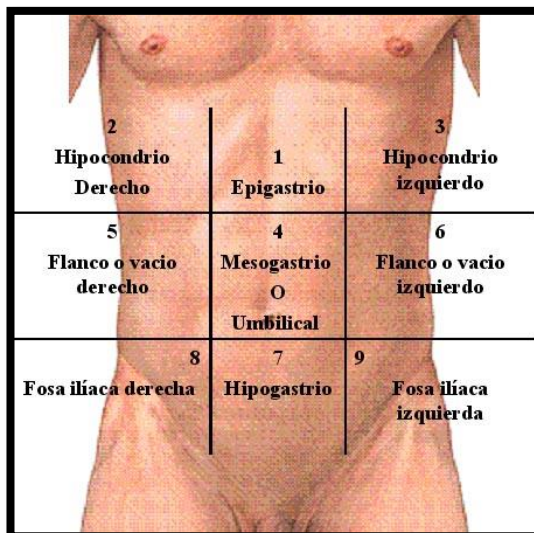 2
Hipocondrio
Derecho
1
Epigastrio
3
Hipocondrio
izquierdo
5
Flanco o vacio
derecho
4
Mesogastrio
O
Umbilical
6
Flanco o vacio
izquierdo
8
Fosa ilíaca derecha
7
Hipogastrio
9
Fosa ilíaca
izquierda